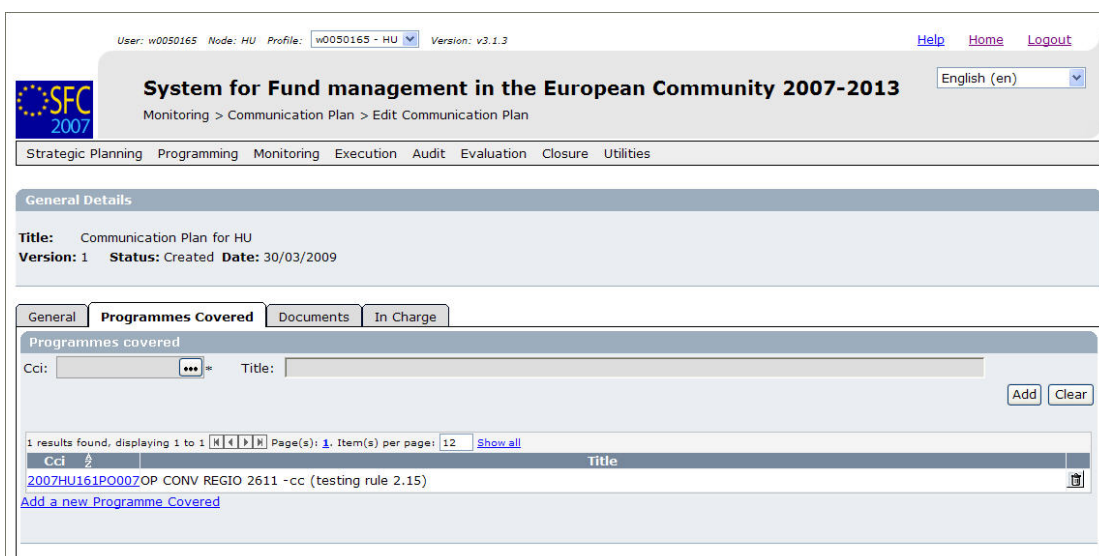 User: w0050165 Node: HU Profile: w0050165 - HU Version: v3.1.3 Help Home Logout
SFC 2007
System for Fund management in the European Community 2007-2013
English (en)
Monitoring > Communication Plan > Edit Communication Plan
Strategic Planning Programming Monitoring Execution Audit Evaluation Closure Utilities
General Details
Title: Communication Plan for HU
Version: 1 Status: Created Date: 30/03/2009
General Programmes Covered Documents In Charge
Programmes covered
Cci: ... * Title:
Add Clear
1 results found, displaying 1 to 1 Page(s): 1. Item(s) per page: 12 Show all
Cci A Z Title
2007HU161PO007 OP CONV REGIO 2611 -cc (testing rule 2.15)
Add a new Programme Covered